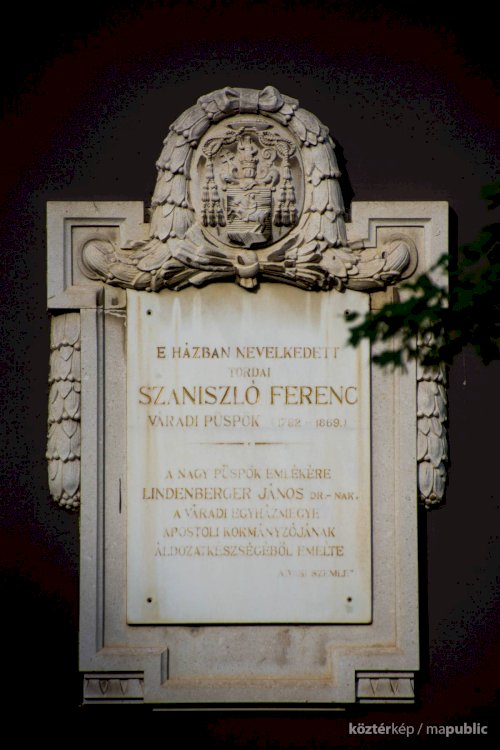 E HÁZBAN NEVELKEDETT
TORDAI
SZANISZLÓ FERENC
VÁRADI PÜSPÖK (1792 - 1869.)
A NAGY PÜSPÖK EMLÉKÉRE
LINDENBERGER JÁNOS DR.- NAK.
A VÁRADI EGYHÁZMEGYE
APOSTOLI KORMÁNYZÓJÁNAK
ÁLDOZATKÉSZSÉGÉBŐL EMELTE
SZEMLE"
köztérkép / mapublic